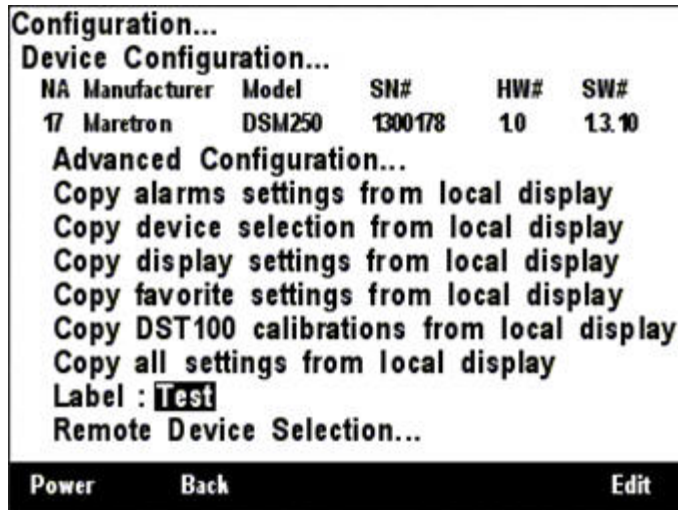 Configuration...
Device Configuration...
NA Manufacturer Model SN# HW# SW#
17 Maretron DSM250 1300178 1.0 1.3.10
Advanced Configuration...
Copy alarms settings from local display
Copy device selection from local display
Copy display settings from local display
Copy favorite settings from local display
Copy DST100 calibrations from local display
Copy all settings from local display
Label : Test
Remote Device Selection...
Power Back Edit